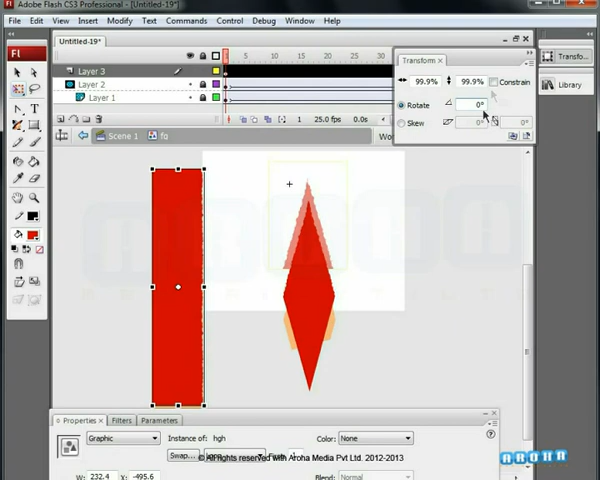 Adobe Flash CS3 Professional - [Untitled-19*]
File Edit View Insert Modify Text Commands Control Debug Window Help
Untitled-19*
5 10 15 20 25 30
Layer 3
Layer 2
Layer 1
1 25.0 fps 0.0s
Scene 1
Transform
99.9% 99.9% Constrain
Rotate 0°
Skew 0° 0°
Transfo...
Library
Properties Filters Parameters
Graphic Instance of: hgh Color: None
Swap...
© All rights reserved with Aroha Media Pvt Ltd. 2012-2013
AROHA
W: 232.4 X: -495.6 Blend: Normal